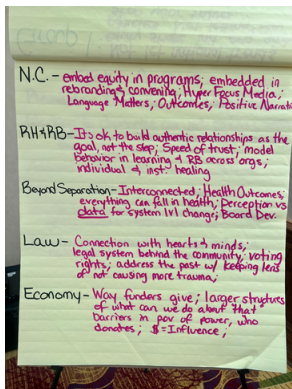 N.C. - embed equity in programs; embedded in
rebranding & convening; Hyper Focus Media;
Language Matters, Outcomes, Positive Narrati
RH & RB - It's ok to build authentic relationships as the
goal, not the step; Speed of trust; model
behavior in learning & RB across orgs;
individual & inst. healing
Beyond Separation - Interconnected; Health Outcomes,
everything can fall in health; Perception vs
data for system lvl change; Board Dev.
Law - Connection with hearts & minds;
legal system behind the community; voting
rights; address the past w/ keeping lens
of not causing more trauma;
Economy - Way funders give; larger structures
of what can we do about that
barriers in pov of power, who
donates; $=Influence;